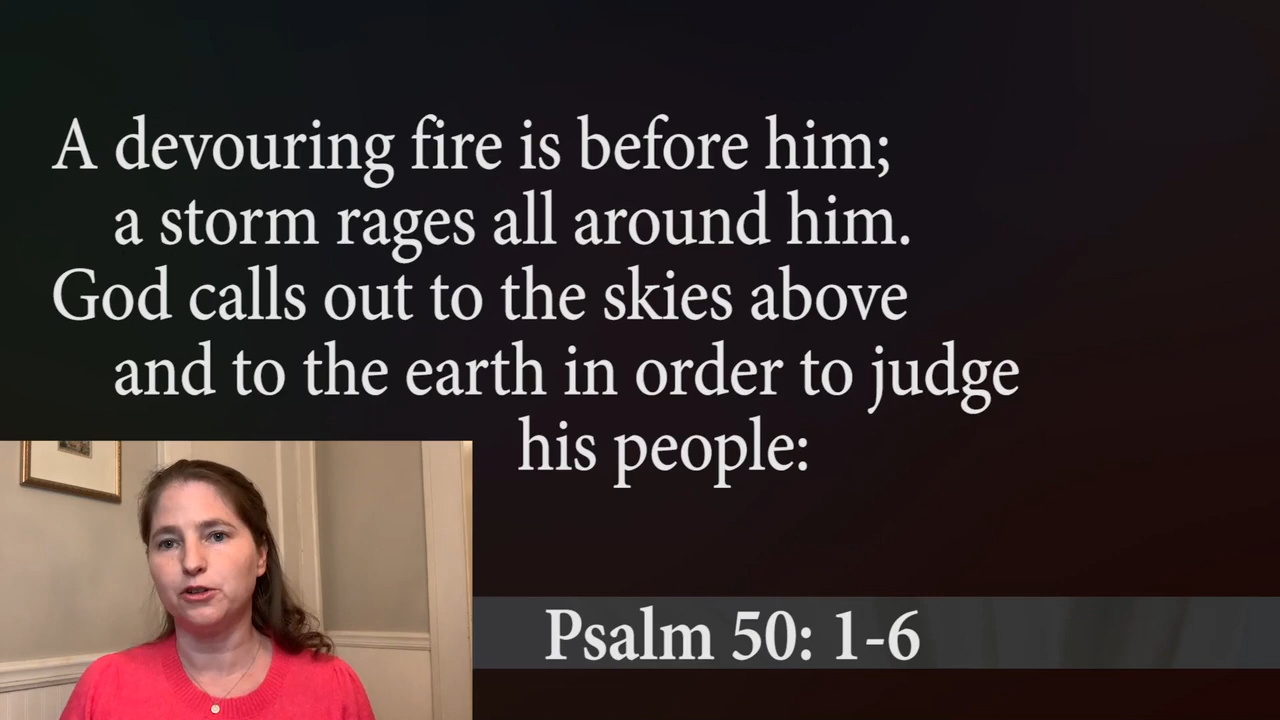 A devouring fire is before him;
a storm rages all around him.
God calls out to the skies above
and to the earth in order to judge
his people:
Psalm 50: 1-6